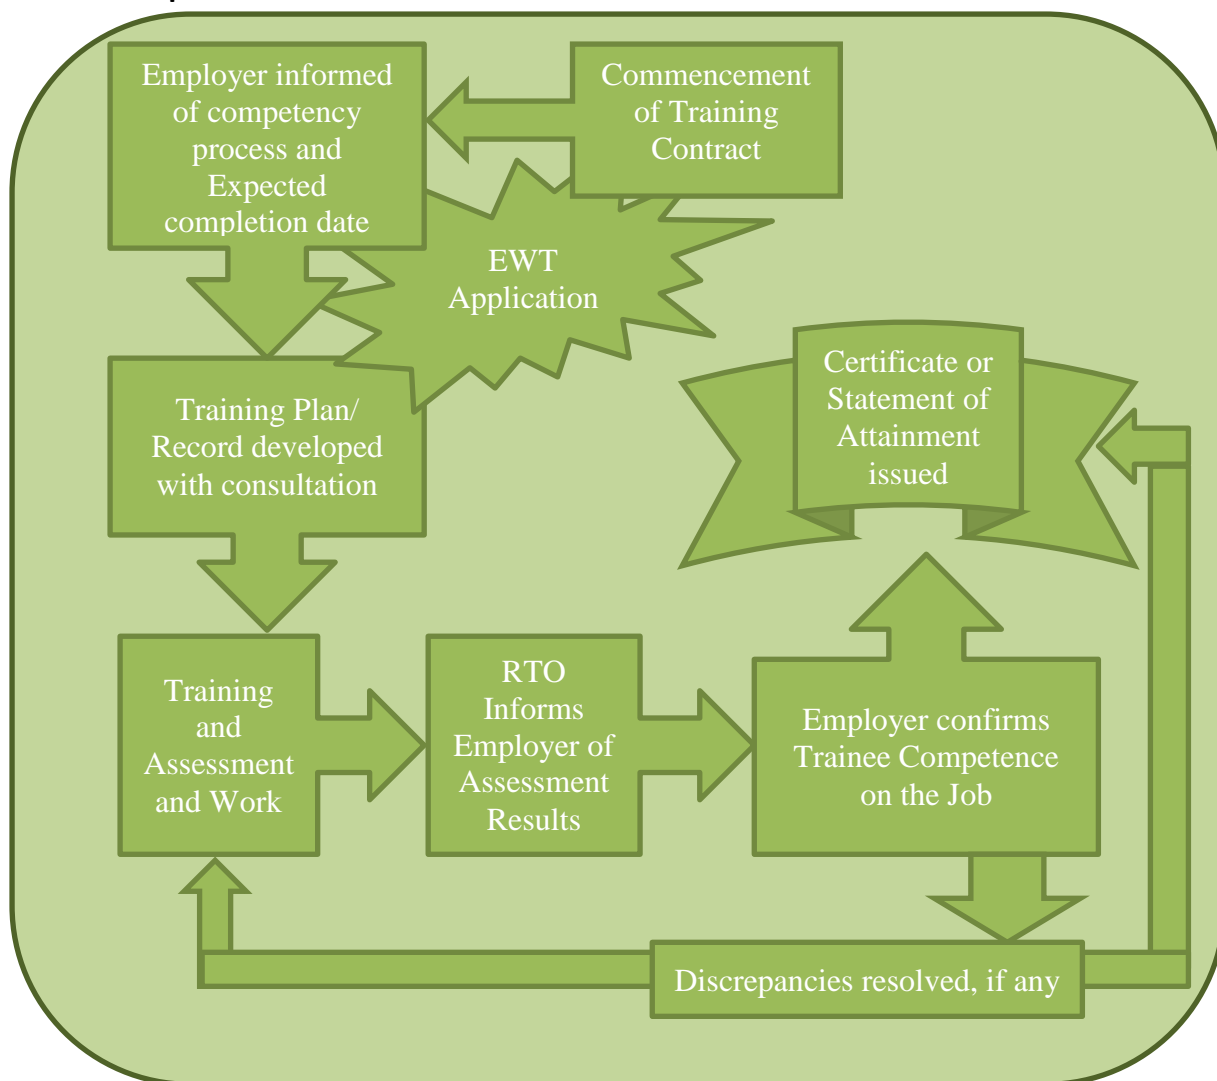 Employer informed
of competency
process and
Expected
completion date
Commencement
of Training
Contract
EWT
Application
Training Plan/
Record developed
with consultation
Certificate or
Statement of
Attainment
issued
Training
and
Assessment
and Work
RTO
Informs
Employer of
Assessment
Results
Employer confirms
Trainee Competence
on the Job
Discrepancies resolved, if any